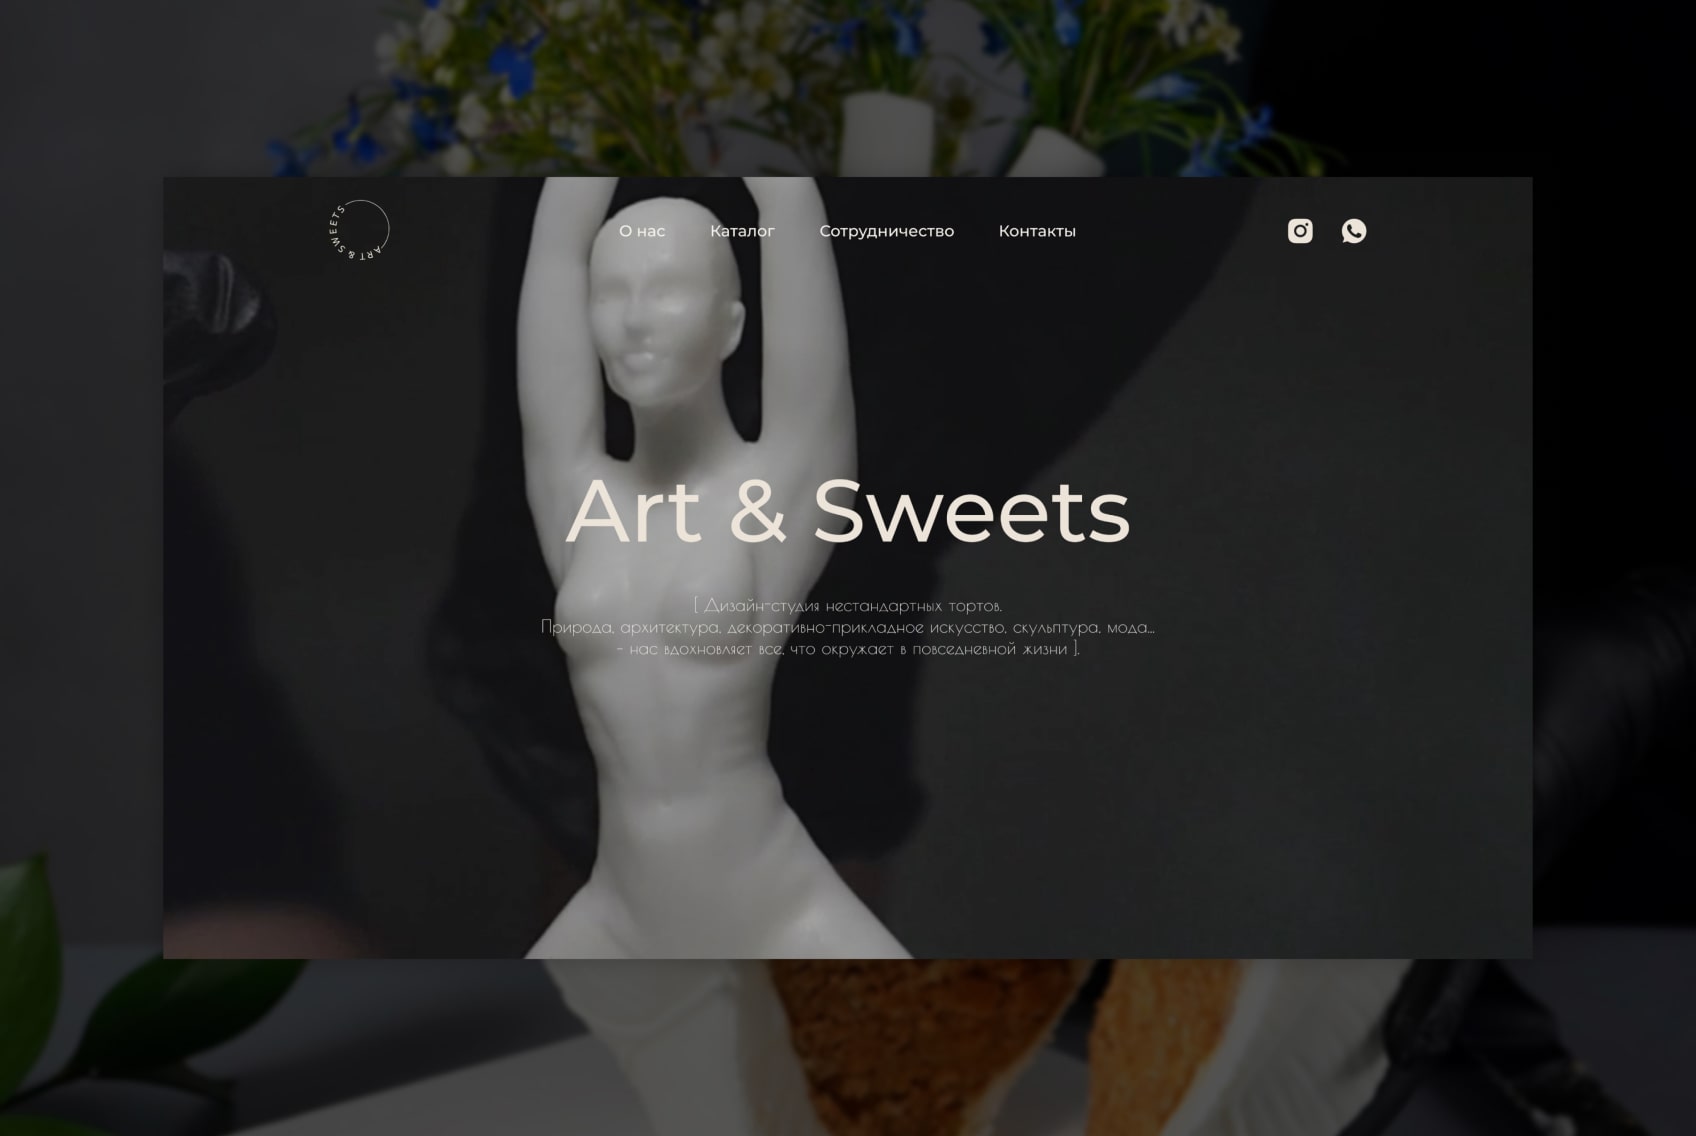 ART & SWEETS
О нас
Каталог
Сотрудничество
Контакты
Art & Sweets
[ Дизайн-студия нестандартных тортов.
Природа, архитектура, декоративно-прикладное искусство, скульптура, мода...
- нас вдохновляет все, что окружает в повседневной жизни ].